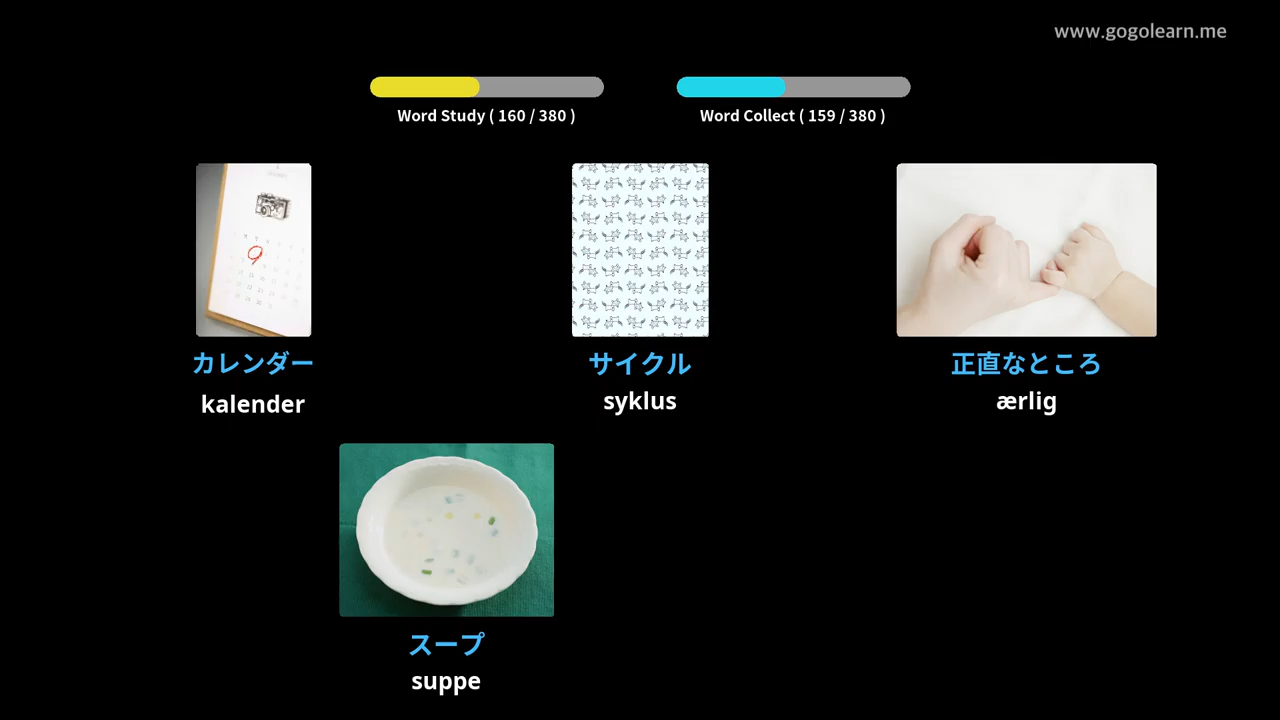 www.gogolearn.me
Word Study ( 160 / 380 )
Word Collect ( 159 / 380 )
カレンダー
kalender
サイクル
syklus
正直なところ
ærlig
スープ
suppe